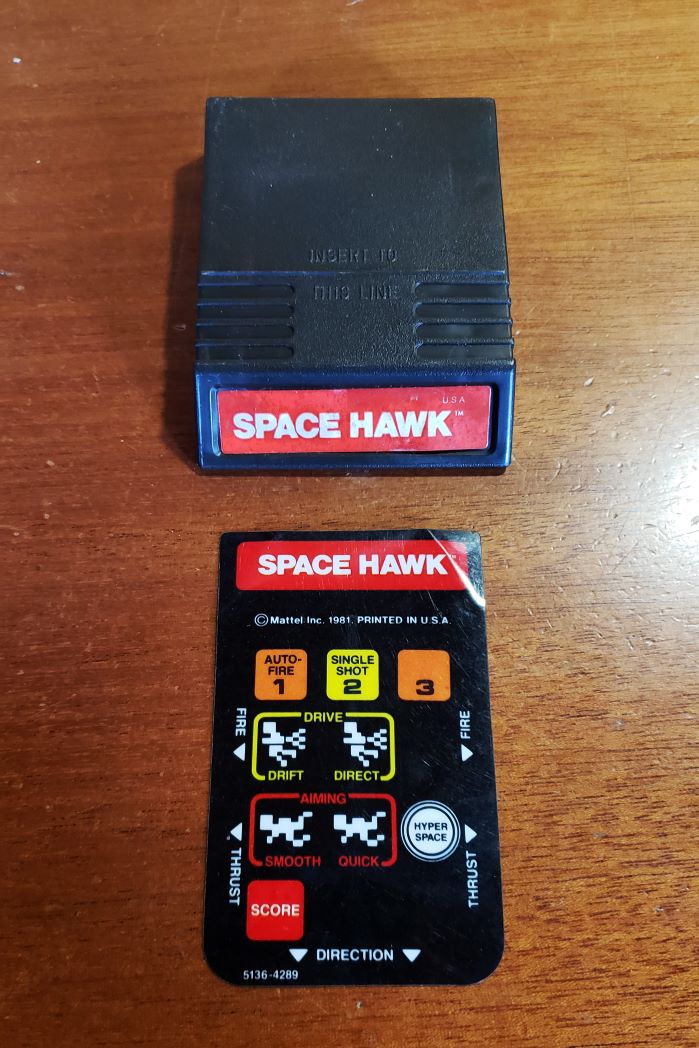 INSERT TO
THIS LINE
U.S.A
SPACE HAWK™
SPACE HAWK™
©Mattel Inc. 1981. PRINTED IN U.S.A.
AUTO-
FIRE
1
SINGLE
SHOT
2
3
FIRE
DRIVE
FIRE
DRIFT
DIRECT
AIMING
HYPER
SPACE
SMOOTH
QUICK
THRUST
THRUST
SCORE
DIRECTION
5136-4289